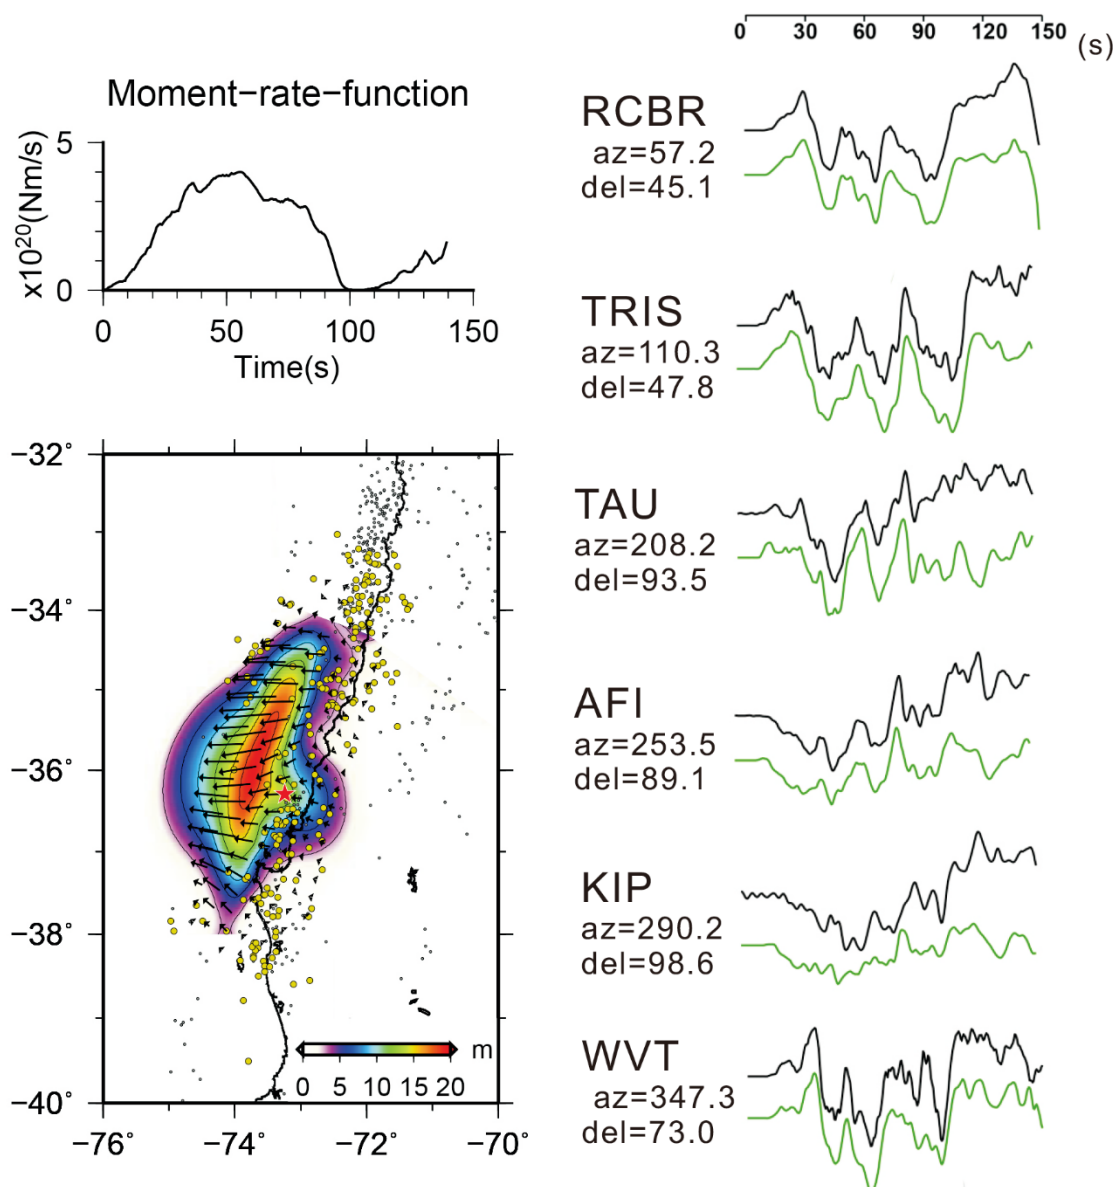 Moment−rate−function
x10²⁰(Nm/s)
5
0
0 50 100 150
Time(s)
−32°
−34°
−36°
−38°
−40°
−76° −74° −72° −70°
0 5 10 15 20
m
0 30 60 90 120 150
(s)
RCBR
az=57.2
del=45.1
TRIS
az=110.3
del=47.8
TAU
az=208.2
del=93.5
AFI
az=253.5
del=89.1
KIP
az=290.2
del=98.6
WVT
az=347.3
del=73.0